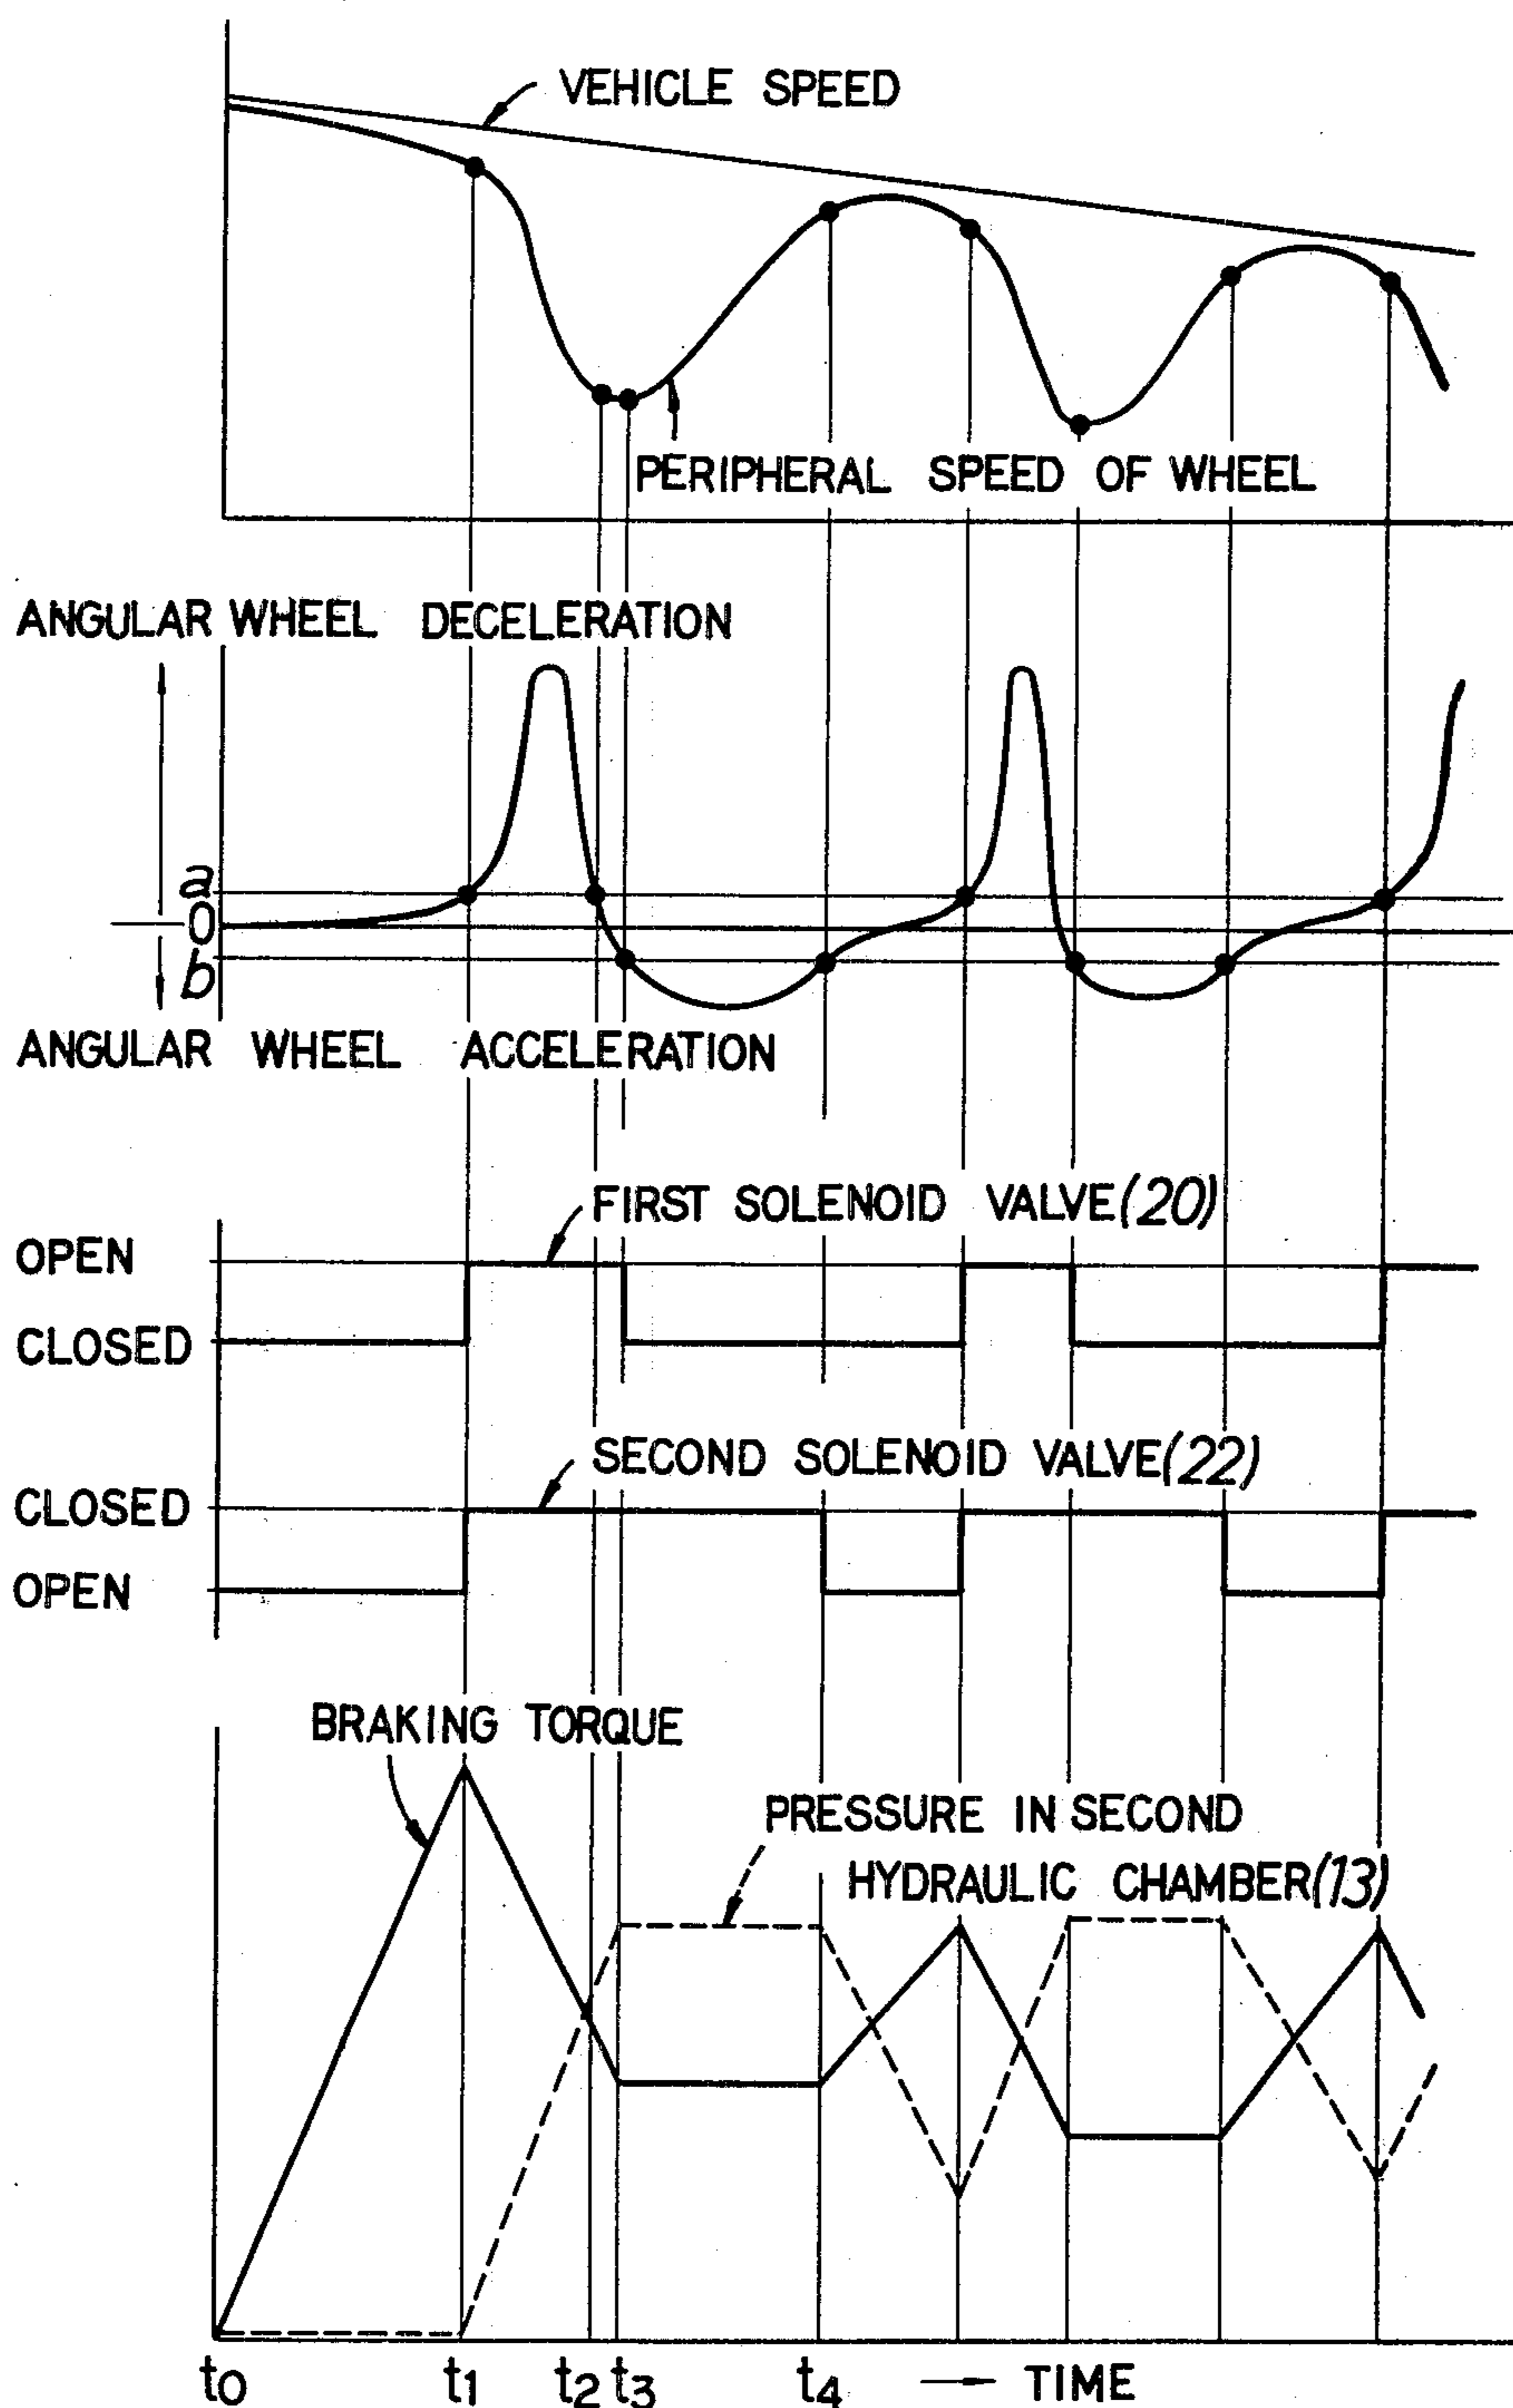 VEHICLE SPEED
PERIPHERAL SPEED OF WHEEL
ANGULAR WHEEL DECELERATION
a
0
b
ANGULAR WHEEL ACCELERATION
FIRST SOLENOID VALVE(20)
OPEN
CLOSED
SECOND SOLENOID VALVE(22)
CLOSED
OPEN
BRAKING TORQUE
PRESSURE IN SECOND
HYDRAULIC CHAMBER(13)
t0 t1 t2 t3 t4 TIME